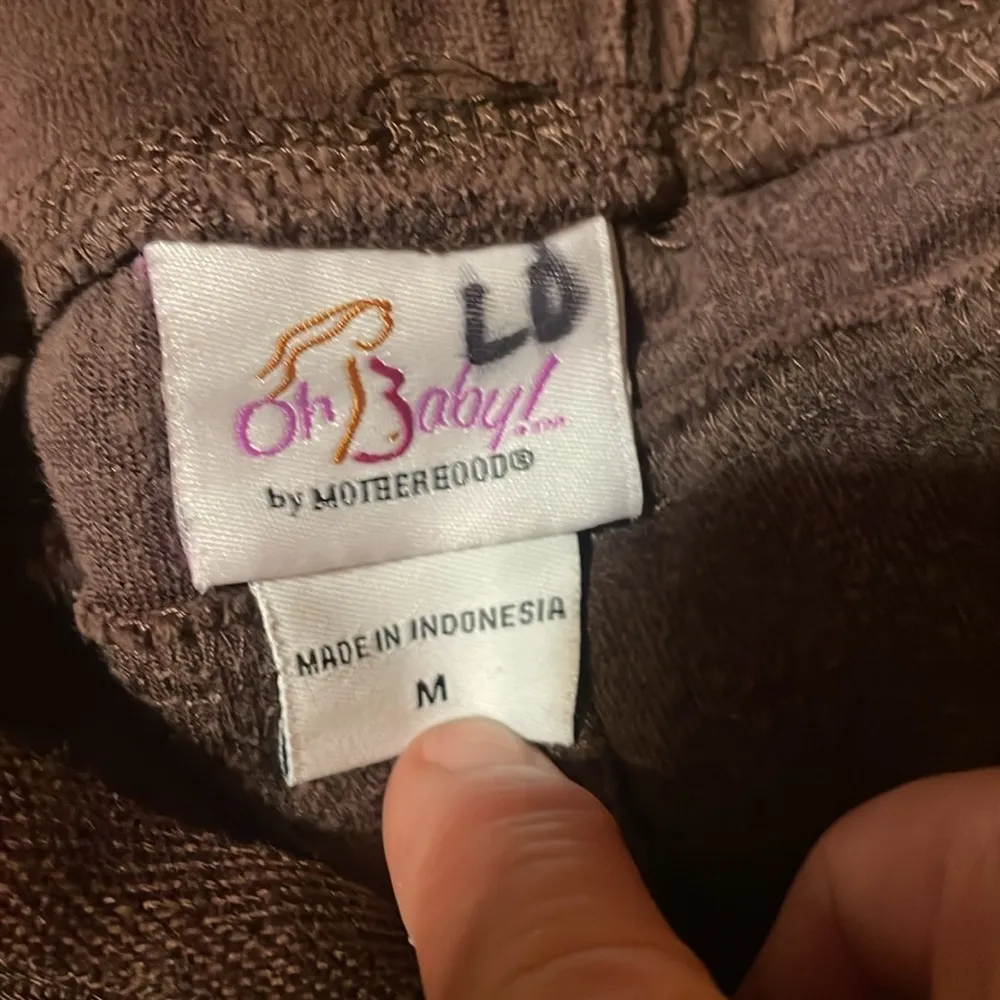 LD
Oh Baby!...
by MOTHERHOOD®
MADE IN INDONESIA
M